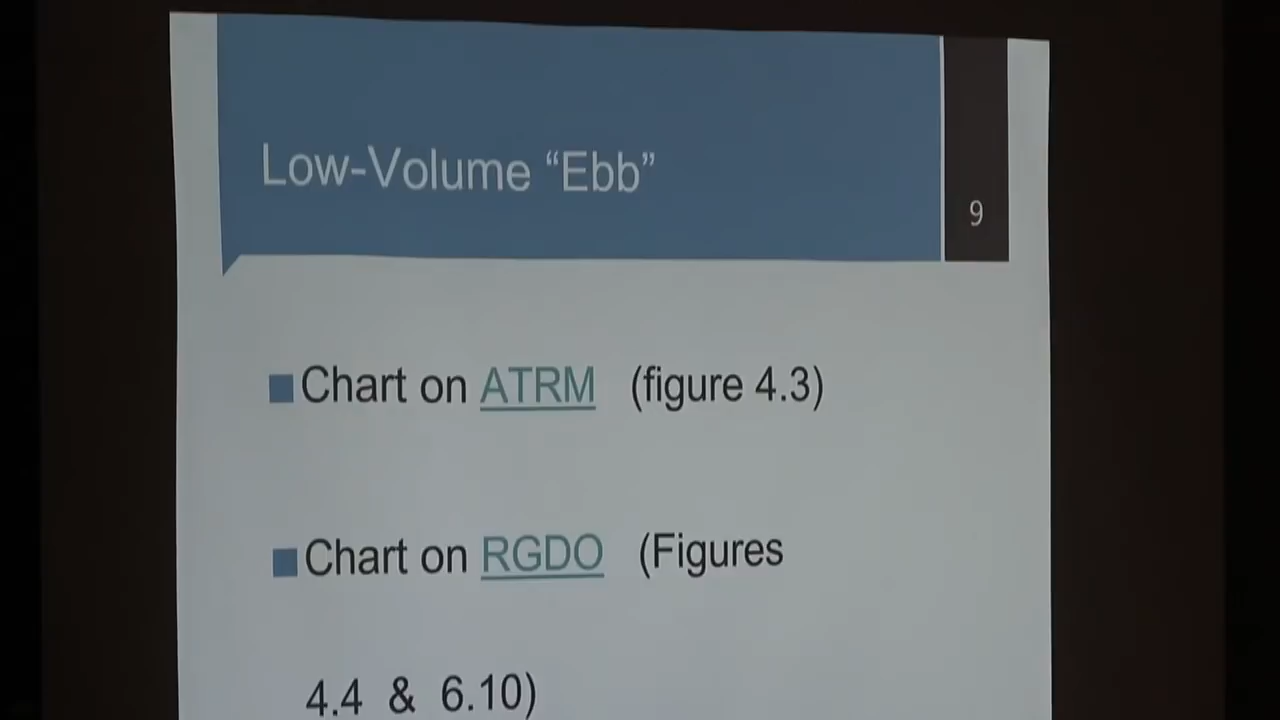 Low-Volume “Ebb”
9
Chart on ATRM (figure 4.3)
Chart on RGDO (Figures
4.4 & 6.10)